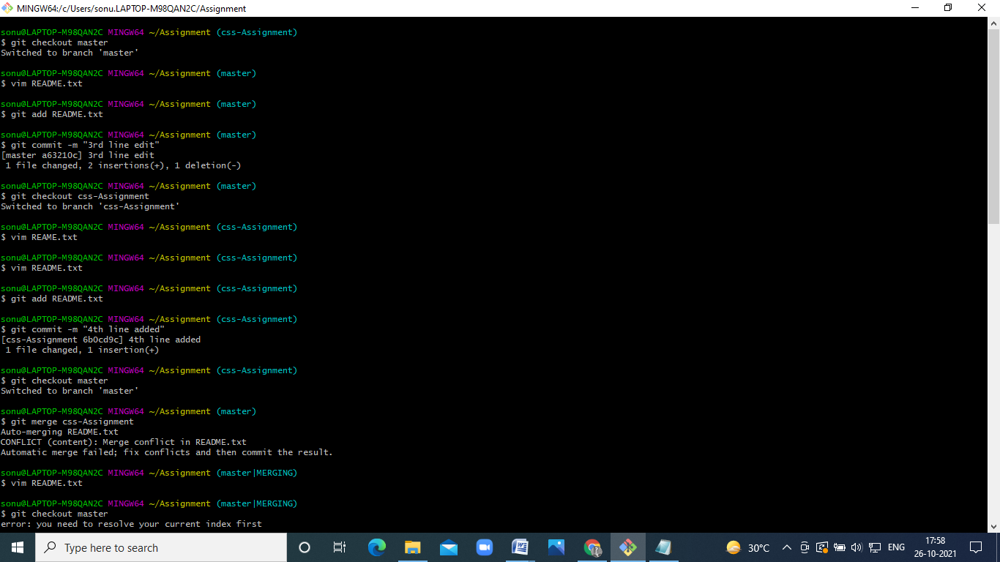 MINGW64:/c/Users/sonu.LAPTOP-M98QAN2C/Assignment
sonu@LAPTOP-M98QAN2C MINGW64 ~/Assignment (css-Assignment)
$ git checkout master
Switched to branch 'master'
sonu@LAPTOP-M98QAN2C MINGW64 ~/Assignment (master)
$ vim README.txt
sonu@LAPTOP-M98QAN2C MINGW64 ~/Assignment (master)
$ git add README.txt
sonu@LAPTOP-M98QAN2C MINGW64 ~/Assignment (master)
$ git commit -m "3rd line edit"
[master a63210c] 3rd line edit
 1 file changed, 2 insertions(+), 1 deletion(-)
sonu@LAPTOP-M98QAN2C MINGW64 ~/Assignment (master)
$ git checkout css-Assignment
Switched to branch 'css-Assignment'
sonu@LAPTOP-M98QAN2C MINGW64 ~/Assignment (css-Assignment)
$ vim REAME.txt
sonu@LAPTOP-M98QAN2C MINGW64 ~/Assignment (css-Assignment)
$ vim README.txt
sonu@LAPTOP-M98QAN2C MINGW64 ~/Assignment (css-Assignment)
$ git add README.txt
sonu@LAPTOP-M98QAN2C MINGW64 ~/Assignment (css-Assignment)
$ git commit -m "4th line added"
[css-Assignment 6b0cd9c] 4th line added
 1 file changed, 1 insertion(+)
sonu@LAPTOP-M98QAN2C MINGW64 ~/Assignment (css-Assignment)
$ git checkout master
Switched to branch 'master'
sonu@LAPTOP-M98QAN2C MINGW64 ~/Assignment (master)
$ git merge css-Assignment
Auto-merging README.txt
CONFLICT (content): Merge conflict in README.txt
Automatic merge failed; fix conflicts and then commit the result.
sonu@LAPTOP-M98QAN2C MINGW64 ~/Assignment (master|MERGING)
$ vim README.txt
sonu@LAPTOP-M98QAN2C MINGW64 ~/Assignment (master|MERGING)
$ git checkout master
error: you need to resolve your current index first
Type here to search
30°C
ENG
17:58
26-10-2021